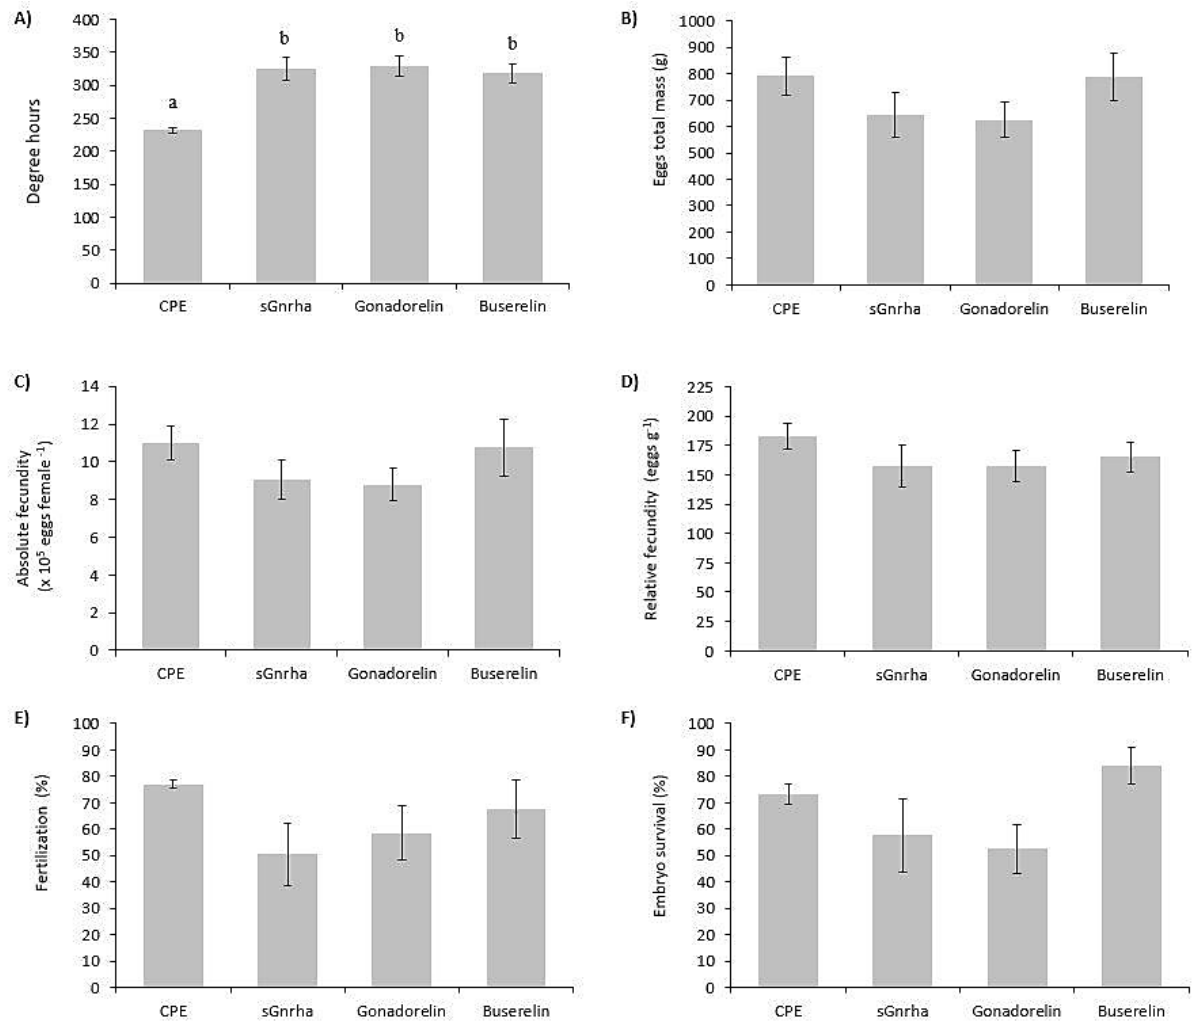 A)
Degree hours
400
350
300
250
200
150
100
50
0
a
b
b
b
CPE sGnrha Gonadorelin Buserelin
B)
Eggs total mass (g)
1000
900
800
700
600
500
400
300
200
100
0
CPE sGnrha Gonadorelin Buserelin
C)
Absolute fecundity
(x 10⁵ eggs female ⁻¹)
14
12
10
8
6
4
2
0
CPE sGnrha Gonadorelin Buserelin
D)
Relative fecundity (eggs g⁻¹)
225
200
175
150
125
100
75
50
25
0
CPE sGnrha Gonadorelin Buserelin
E)
Fertilization (%)
100
90
80
70
60
50
40
30
20
10
0
CPE sGnrha Gonadorelin Buserelin
F)
Embryo survival (%)
100
90
80
70
60
50
40
30
20
10
0
CPE sGnrha Gonadorelin Buserelin